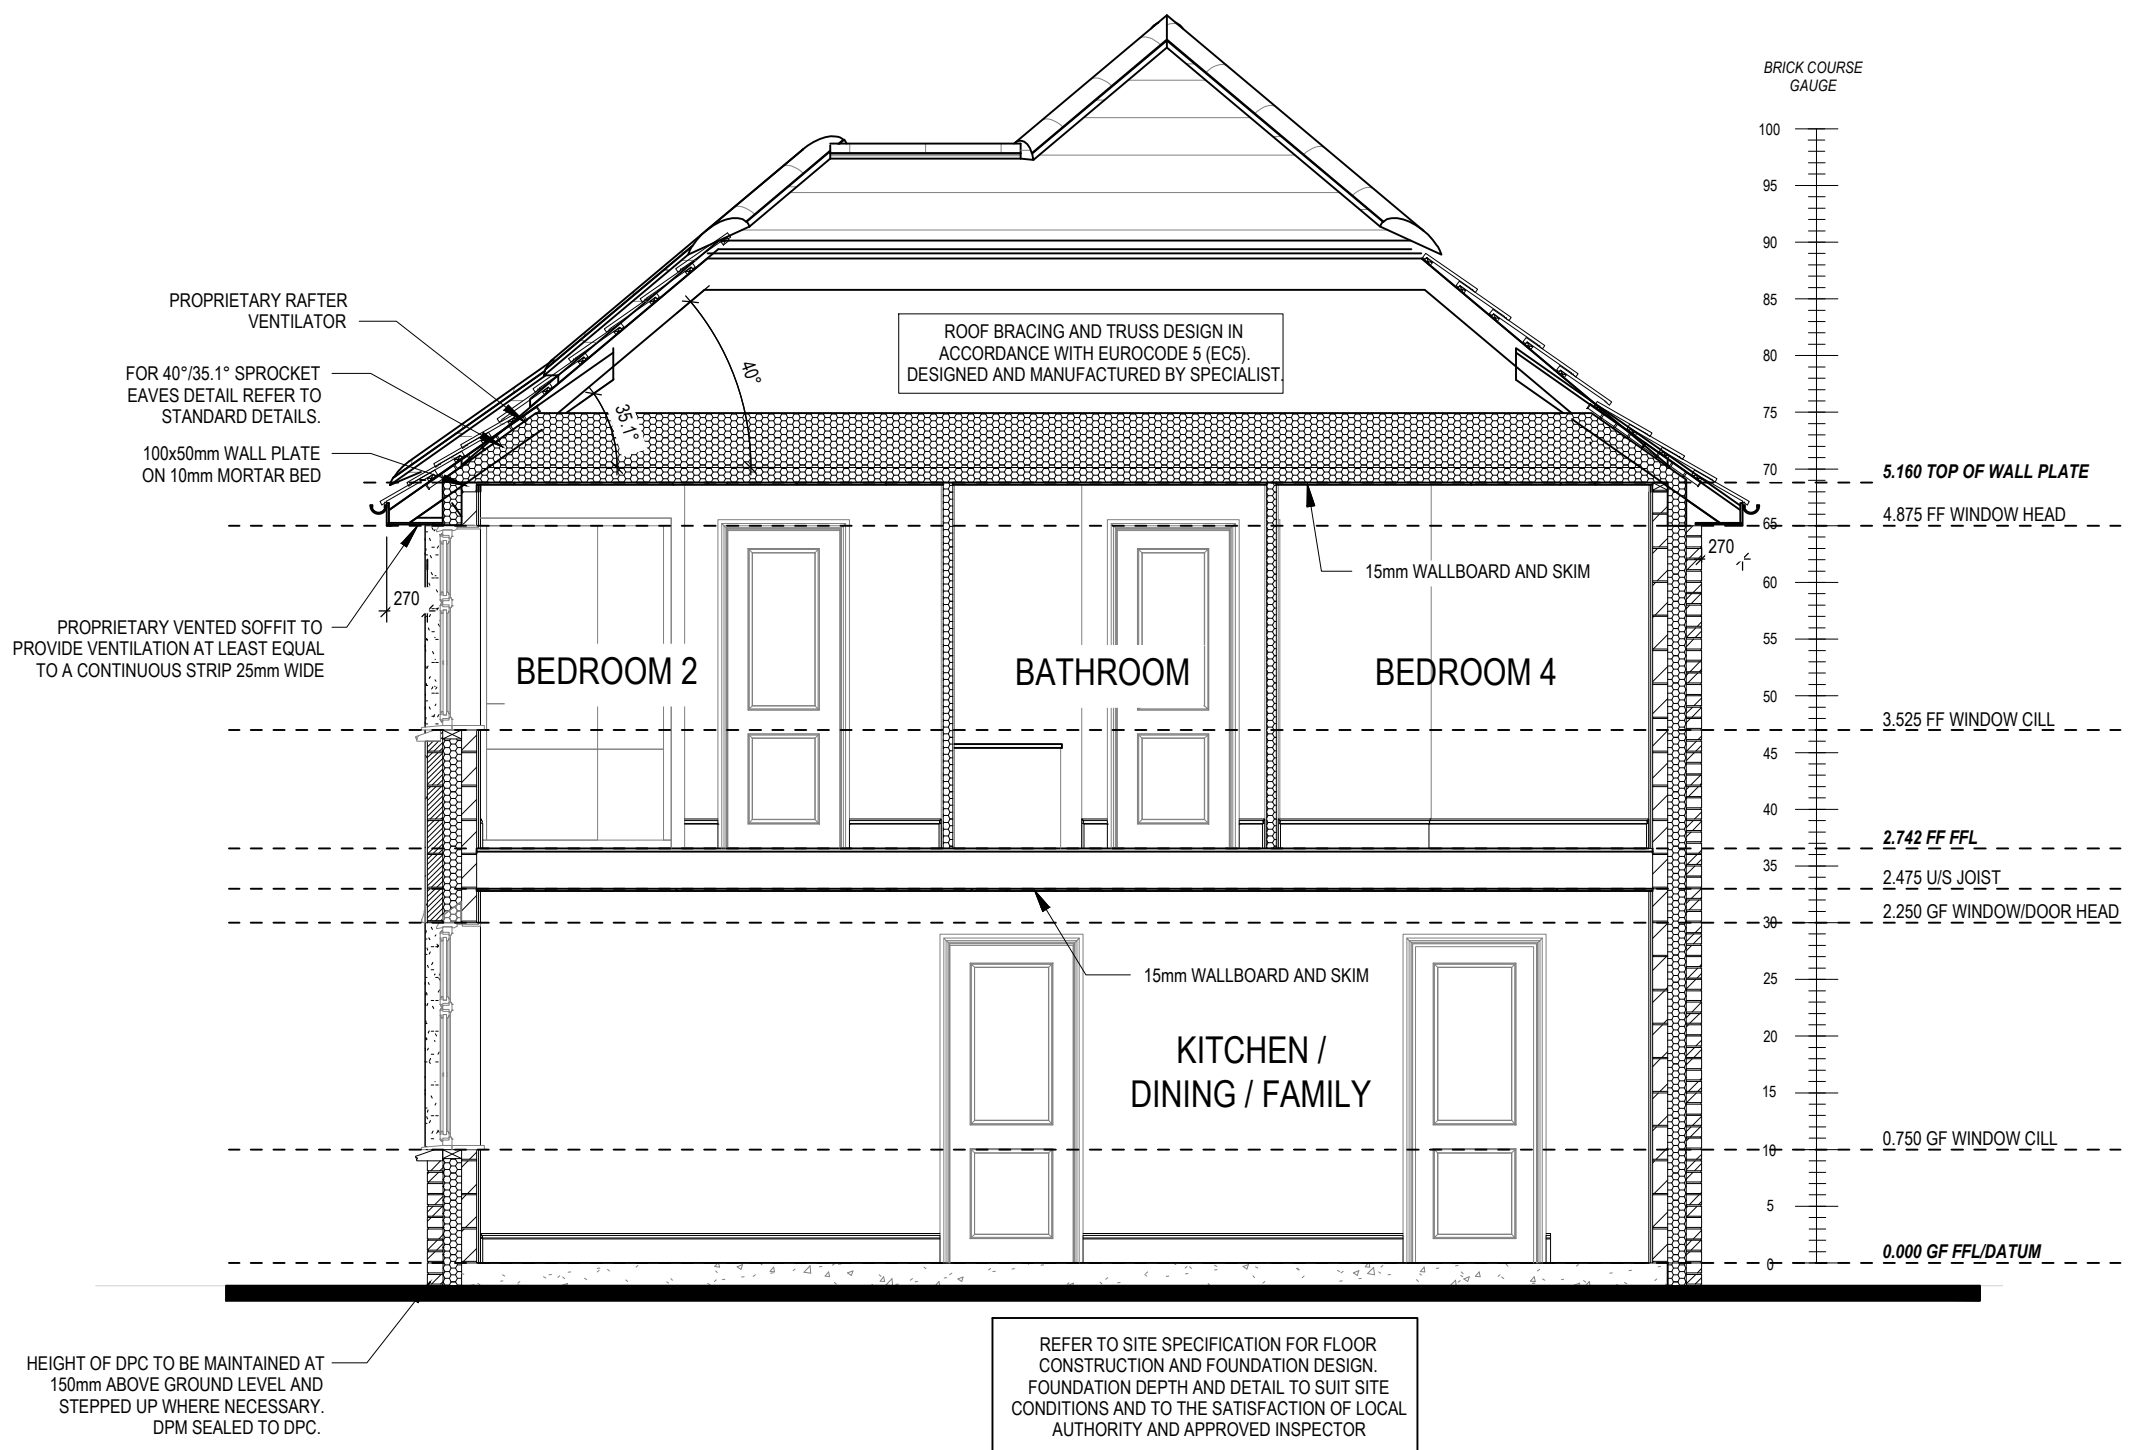 BRICK COURSE
GAUGE
100
95
90
85
80
75
70
65
60
55
50
45
40
35
30
25
20
15
10
5
0
PROPRIETARY RAFTER
VENTILATOR
FOR 40°/35.1° SPROCKET
EAVES DETAIL REFER TO
STANDARD DETAILS.
100x50mm WALL PLATE
ON 10mm MORTAR BED
ROOF BRACING AND TRUSS DESIGN IN
ACCORDANCE WITH EUROCODE 5 (EC5).
DESIGNED AND MANUFACTURED BY SPECIALIST.
40°
35.1°
5.160 TOP OF WALL PLATE
4.875 FF WINDOW HEAD
270
270
15mm WALLBOARD AND SKIM
PROPRIETARY VENTED SOFFIT TO
PROVIDE VENTILATION AT LEAST EQUAL
TO A CONTINUOUS STRIP 25mm WIDE
BEDROOM 2
BATHROOM
BEDROOM 4
3.525 FF WINDOW CILL
2.742 FF FFL
2.475 U/S JOIST
2.250 GF WINDOW/DOOR HEAD
15mm WALLBOARD AND SKIM
KITCHEN /
DINING / FAMILY
0.750 GF WINDOW CILL
0.000 GF FFL/DATUM
HEIGHT OF DPC TO BE MAINTAINED AT
150mm ABOVE GROUND LEVEL AND
STEPPED UP WHERE NECESSARY.
DPM SEALED TO DPC.
REFER TO SITE SPECIFICATION FOR FLOOR
CONSTRUCTION AND FOUNDATION DESIGN.
FOUNDATION DEPTH AND DETAIL TO SUIT SITE
CONDITIONS AND TO THE SATISFACTION OF LOCAL
AUTHORITY AND APPROVED INSPECTOR